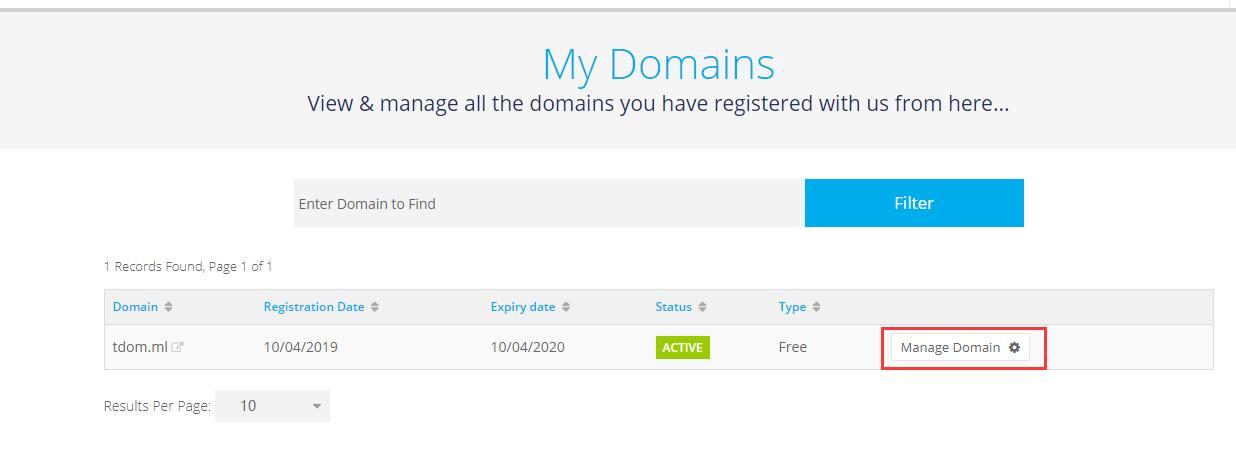 My Domains
View & manage all the domains you have registered with us from here...
Enter Domain to Find Filter
1 Records Found, Page 1 of 1
Domain Registration Date Expiry date Status Type
tdom.ml 10/04/2019 10/04/2020 ACTIVE Free Manage Domain
Results Per Page: 10